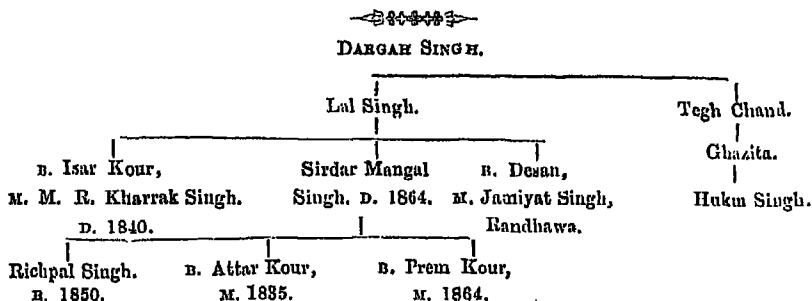 DARGAH SINGH.
Lal Singh. Tegh Chand.
Ghazita.
B. Isar Kour, Sirdar Mangal B. Desan,
M. M. R. Kharrak Singh. Singh. D. 1864. M. Jamiyat Singh, Hukm Singh.
D. 1840. Randhawa.
Richpal Singh. B. Attar Kour, B. Prem Kour,
B. 1850. M. 1835. M. 1864.